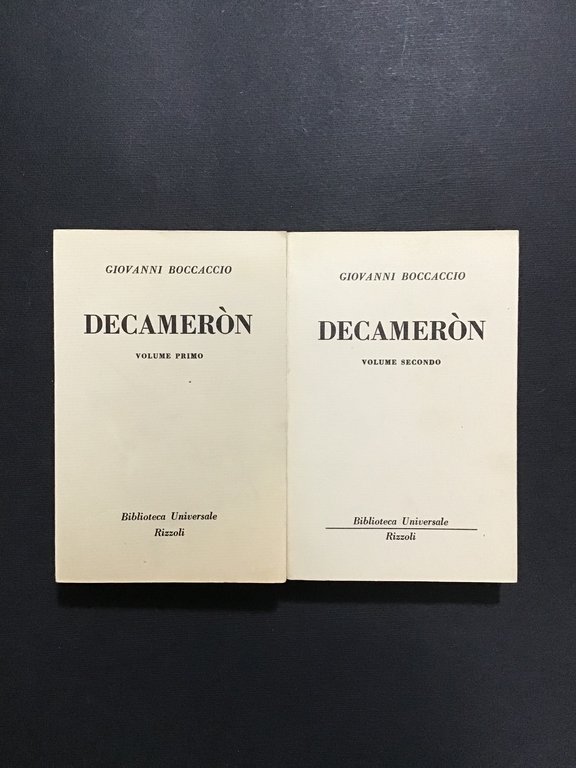 GIOVANNI BOCCACCIO
DECAMERÒN
VOLUME PRIMO
Biblioteca Universale
Rizzoli
GIOVANNI BOCCACCIO
DECAMERÒN
VOLUME SECONDO
Biblioteca Universale
Rizzoli